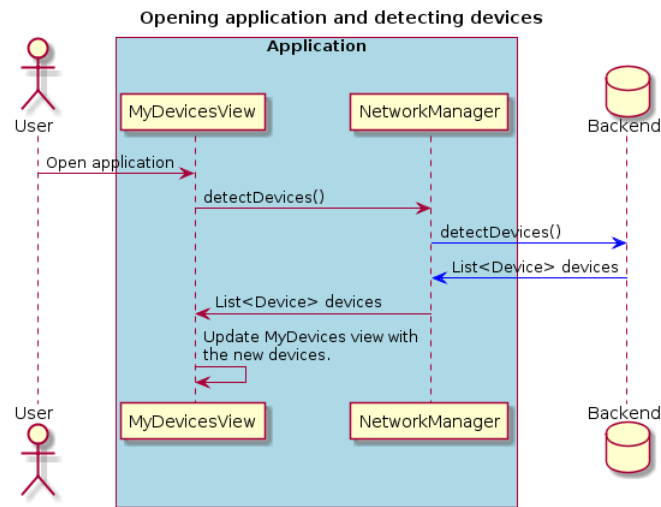 Opening application and detecting devices
Application
User
MyDevicesView
NetworkManager
Backend
Open application
detectDevices()
detectDevices()
List<Device> devices
List<Device> devices
Update MyDevices view with
the new devices.
User
MyDevicesView
NetworkManager
Backend